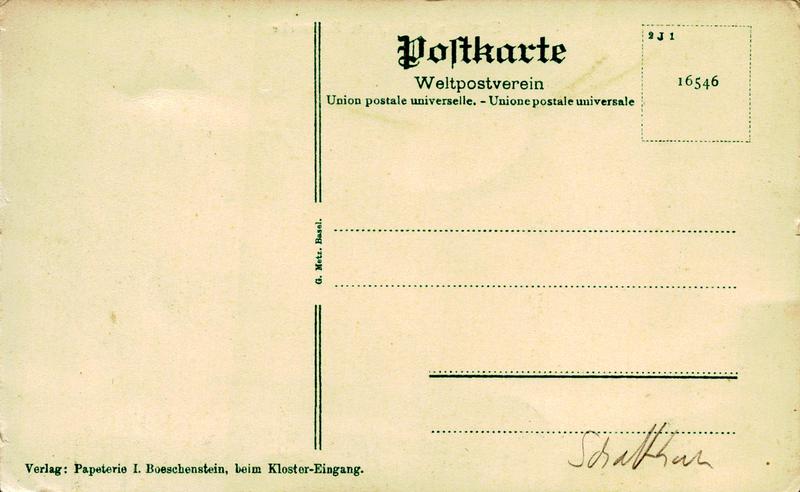 Postkarte
Weltpostverein
Union postale universelle. - Unione postale universale
2 J 1
16546
G. Metz. Basel.
Verlag: Papeterie I. Boeschenstein, beim Kloster-Eingang.